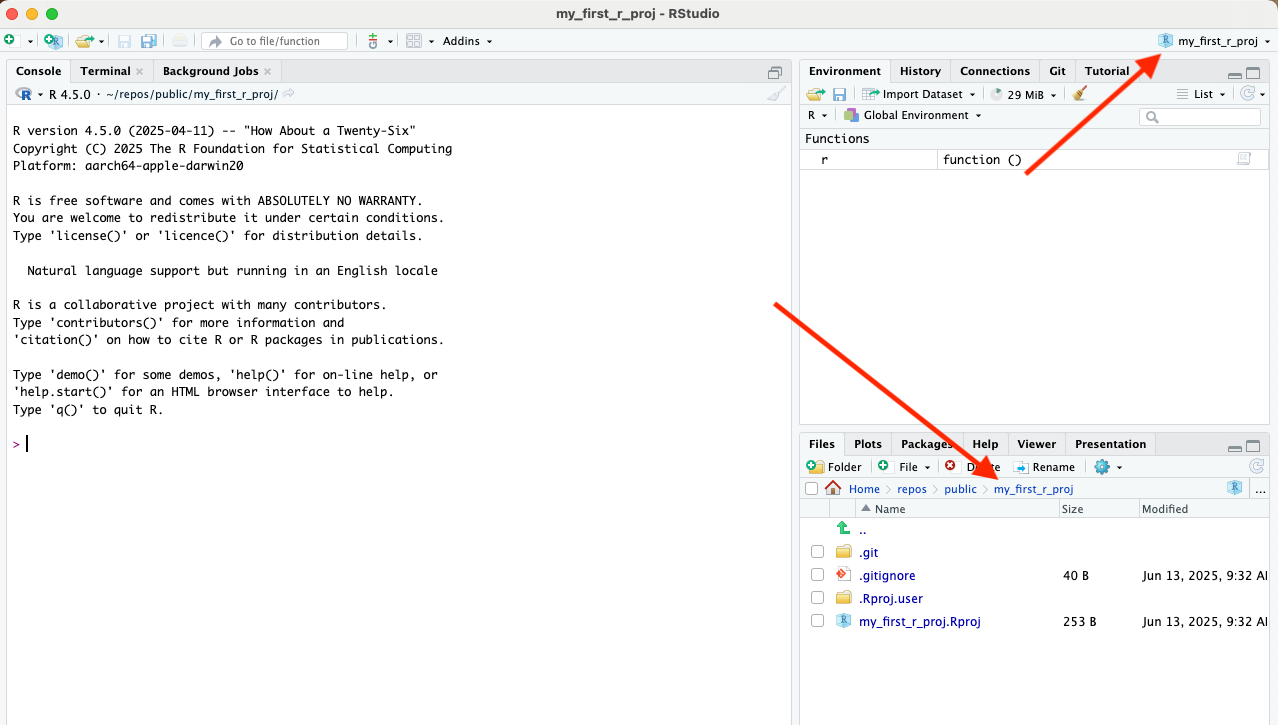 my_first_r_proj - RStudio
Go to file/function
Addins
my_first_r_proj
Console
Terminal
Background Jobs
R 4.5.0 · ~/repos/public/my_first_r_proj/
R version 4.5.0 (2025-04-11) -- "How About a Twenty-Six"
Copyright (C) 2025 The R Foundation for Statistical Computing
Platform: aarch64-apple-darwin20
R is free software and comes with ABSOLUTELY NO WARRANTY.
You are welcome to redistribute it under certain conditions.
Type 'license()' or 'licence()' for distribution details.
Natural language support but running in an English locale
R is a collaborative project with many contributors.
Type 'contributors()' for more information and
'citation()' on how to cite R or R packages in publications.
Type 'demo()' for some demos, 'help()' for on-line help, or
'help.start()' for an HTML browser interface to help.
Type 'q()' to quit R.
>
Environment
History
Connections
Git
Tutorial
Import Dataset
29 MiB
List
R
Global Environment
Functions
r function ()
Files
Plots
Packages
Help
Viewer
Presentation
Folder
File
Delete
Rename
Home
repos
public
my_first_r_proj
...
Name Size Modified
..
.git
.gitignore 40 B Jun 13, 2025, 9:32 A
.Rproj.user
my_first_r_proj.Rproj 253 B Jun 13, 2025, 9:32 A